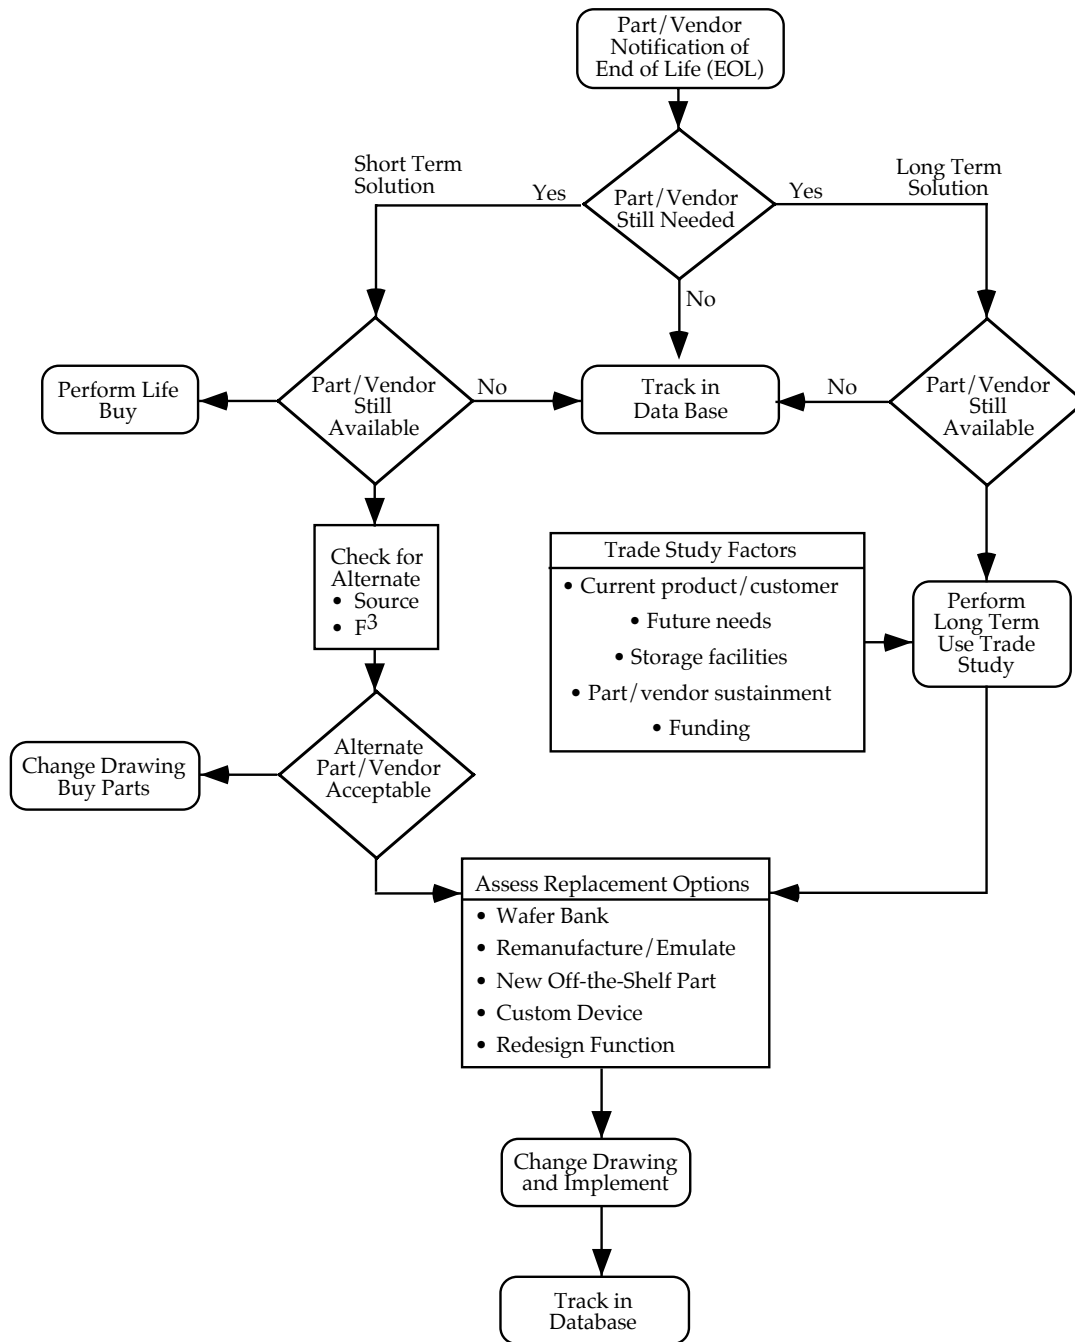 Part/Vendor
Notification of
End of Life (EOL)
Short Term
Solution
Yes
Part/Vendor
Still Needed
Yes
Long Term
Solution
No
Perform Life
Buy
Part/Vendor
Still
Available
No
Track in
Data Base
No
Part/Vendor
Still
Available
Check for
Alternate
• Source
• F³
Trade Study Factors
• Current product/customer
• Future needs
• Storage facilities
• Part/vendor sustainment
• Funding
Perform
Long Term
Use Trade
Study
Change Drawing
Buy Parts
Alternate
Part/Vendor
Acceptable
Assess Replacement Options
• Wafer Bank
• Remanufacture/Emulate
• New Off-the-Shelf Part
• Custom Device
• Redesign Function
Change Drawing
and Implement
Track in
Database